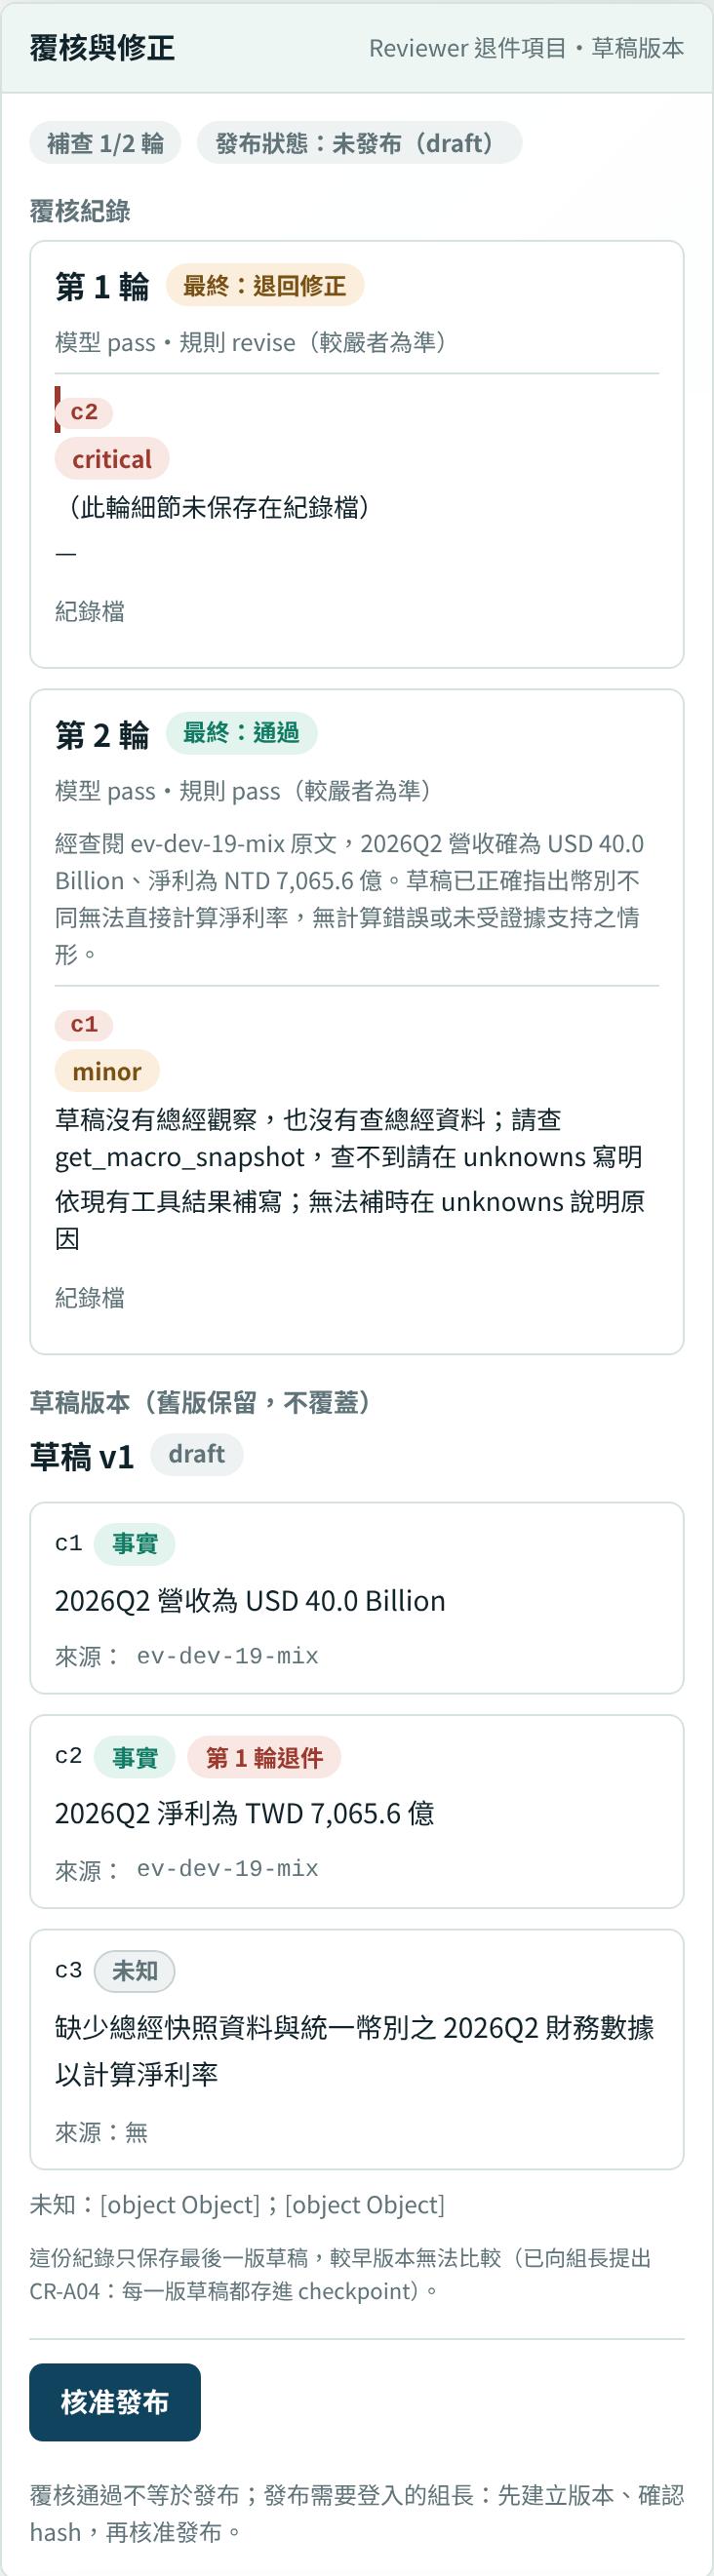 覆核與修正
Reviewer 退件項目・草稿版本
補查 1/2 輪
發布狀態：未發布（draft）
覆核紀錄
第 1 輪
最終：退回修正
模型 pass・規則 revise（較嚴者為準）
c2
critical
（此輪細節未保存在紀錄檔）
—
紀錄檔
第 2 輪
最終：通過
模型 pass・規則 pass（較嚴者為準）
經查閱 ev-dev-19-mix 原文，2026Q2 營收確為 USD 40.0
Billion、淨利為 NTD 7,065.6 億。草稿已正確指出幣別不
同無法直接計算淨利率，無計算錯誤或未受證據支持之情
形。
c1
minor
草稿沒有總經觀察，也沒有查總經資料；請查
get_macro_snapshot，查不到請在 unknowns 寫明
依現有工具結果補寫；無法補時在 unknowns 說明原
因
紀錄檔
草稿版本（舊版保留，不覆蓋）
草稿 v1
draft
c1
事實
2026Q2 營收為 USD 40.0 Billion
來源： ev-dev-19-mix
c2
事實
第 1 輪退件
2026Q2 淨利為 TWD 7,065.6 億
來源： ev-dev-19-mix
c3
未知
缺少總經快照資料與統一幣別之 2026Q2 財務數據
以計算淨利率
來源：無
未知：[object Object]；[object Object]
這份紀錄只保存最後一版草稿，較早版本無法比較（已向組長提出
CR-A04：每一版草稿都存進 checkpoint）。
核准發布
覆核通過不等於發布；發布需要登入的組長：先建立版本、確認
hash，再核准發布。